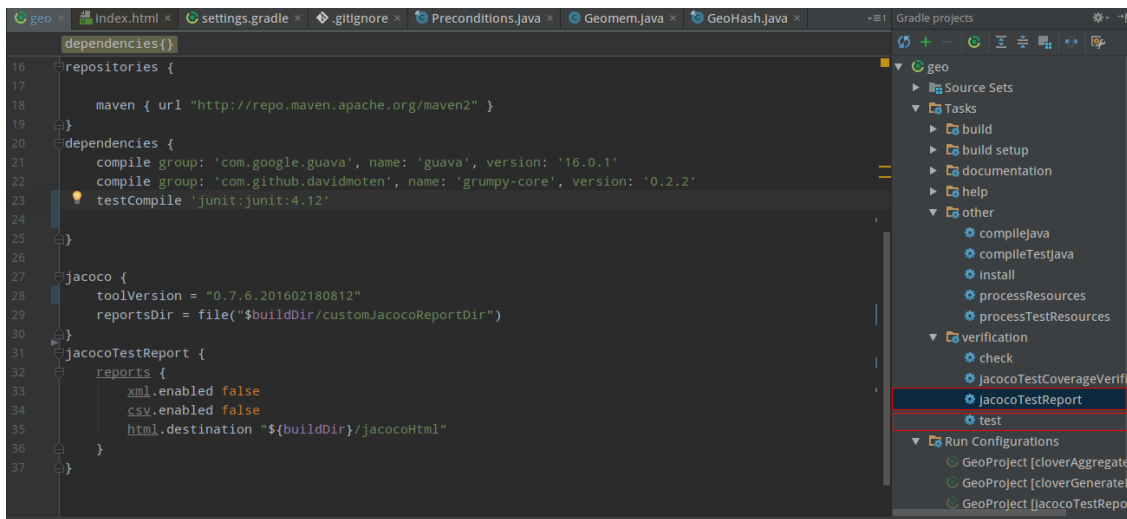 geo index.html settings.gradle .gitignore Preconditions.java Geomem.java GeoHash.java
dependencies{}
16 repositories {
17
18 maven { url "http://repo.maven.apache.org/maven2" }
19 }
20 dependencies {
21 compile group: 'com.google.guava', name: 'guava', version: '16.0.1'
22 compile group: 'com.github.davidmoten', name: 'grumpy-core', version: '0.2.2'
23 testCompile 'junit:junit:4.12'
24
25 }
26
27 jacoco {
28 toolVersion = "0.7.6.201602180812"
29 reportsDir = file("$buildDir/customJacocoReportDir")
30 }
31 jacocoTestReport {
32 reports {
33 xml.enabled false
34 csv.enabled false
35 html.destination "${buildDir}/jacocoHtml"
36 }
37 }
Gradle projects
geo
Source Sets
Tasks
build
build setup
documentation
help
other
compileJava
compileTestJava
install
processResources
processTestResources
verification
check
jacocoTestCoverageVerifi
jacocoTestReport
test
Run Configurations
GeoProject [cloverAggregate
GeoProject [cloverGenerate
GeoProject [jacocoTestRepo